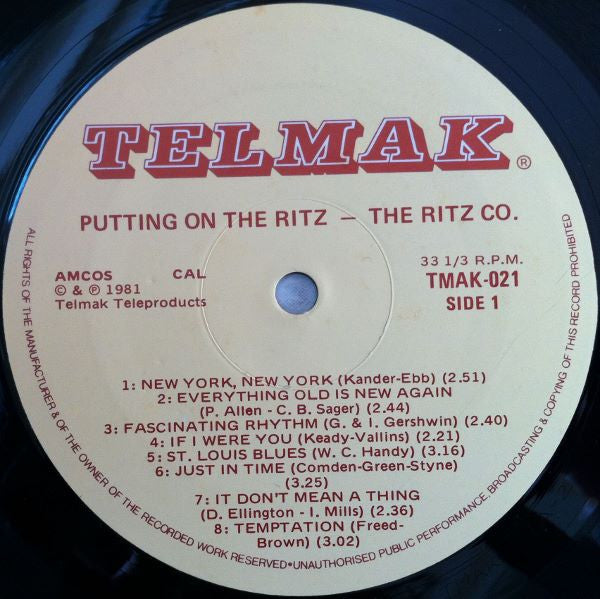 TELMAK ®
PUTTING ON THE RITZ — THE RITZ CO.
AMCOS CAL
© & ℗ 1981
Telmak Teleproducts
33 1/3 R.P.M.
TMAK-021
SIDE 1
1: NEW YORK, NEW YORK (Kander-Ebb) (2.51)
2: EVERYTHING OLD IS NEW AGAIN
(P. Allen - C. B. Sager) (2.44)
3: FASCINATING RHYTHM (G. & I. Gershwin) (2.40)
4: IF I WERE YOU (Keady-Vallins) (2.21)
5: ST. LOUIS BLUES (W. C. Handy) (3.16)
6: JUST IN TIME (Comden-Green-Styne)
(3.25)
7: IT DON'T MEAN A THING
(D. Ellington - I. Mills) (2.36)
8: TEMPTATION (Freed-
Brown) (3.02)
ALL RIGHTS OF THE MANUFACTURER & OF THE OWNER OF THE RECORDED WORK RESERVED•UNAUTHORISED PUBLIC PERFORMANCE, BROADCASTING & COPYING OF THIS RECORD PROHIBITED